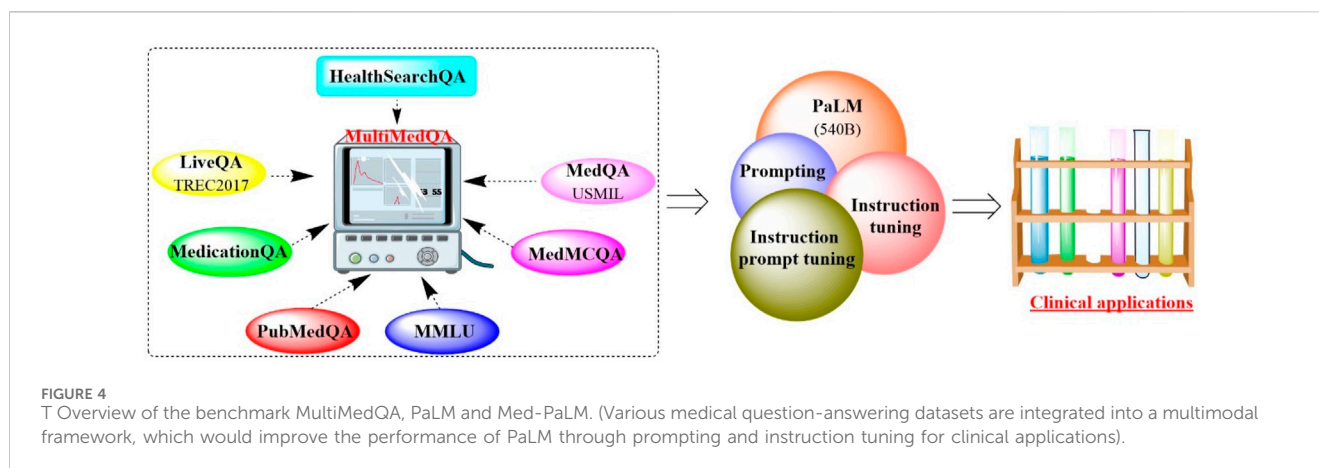 HealthSearchQA
MultiMedQA
LiveQA
TREC2017
MedQA
USMIL
MedicationQA
MedMCQA
PubMedQA
MMLU
PaLM
(540B)
Prompting
Instruction
tuning
Instruction
prompt tuning
Clinical applications
FIGURE 4
T Overview of the benchmark MultiMedQA, PaLM and Med-PaLM. (Various medical question-answering datasets are integrated into a multimodal
framework, which would improve the performance of PaLM through prompting and instruction tuning for clinical applications).